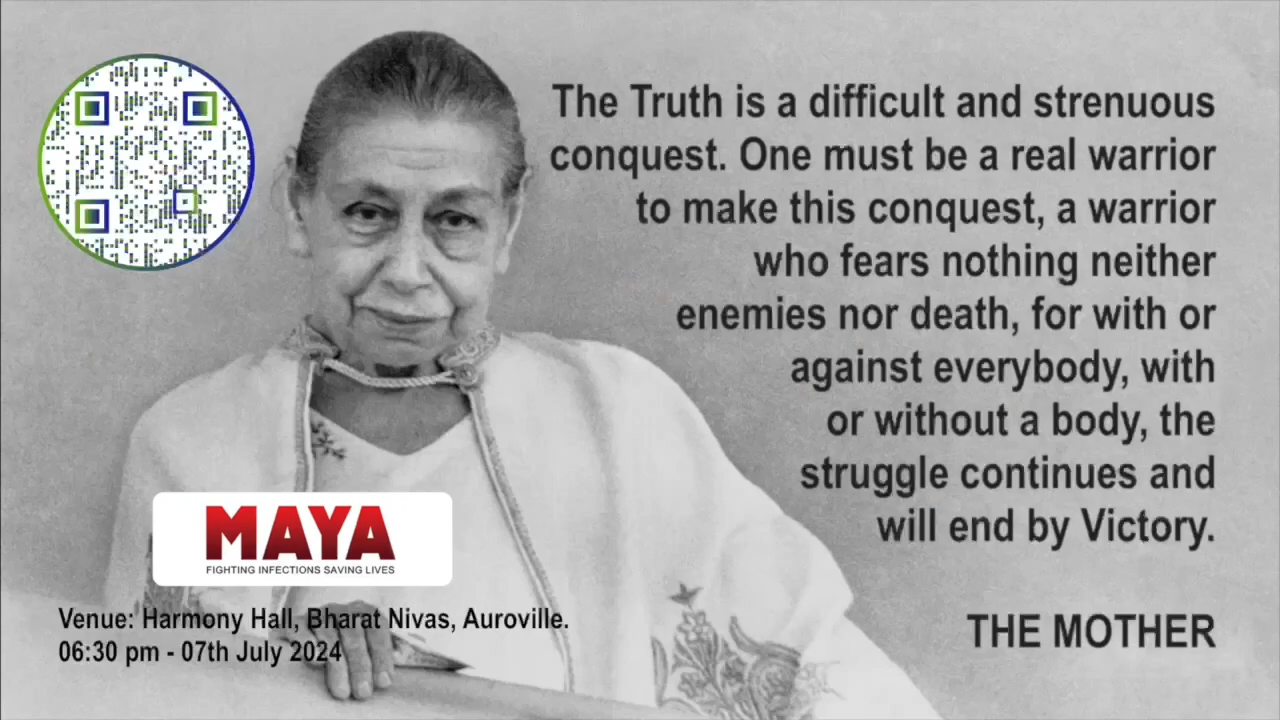 The Truth is a difficult and strenuous
conquest. One must be a real warrior
to make this conquest, a warrior
who fears nothing neither
enemies nor death, for with or
against everybody, with
or without a body, the
struggle continues and
will end by Victory.
THE MOTHER
MAYA
FIGHTING INFECTIONS SAVING LIVES
Venue: Harmony Hall, Bharat Nivas, Auroville.
06:30 pm - 07th July 2024